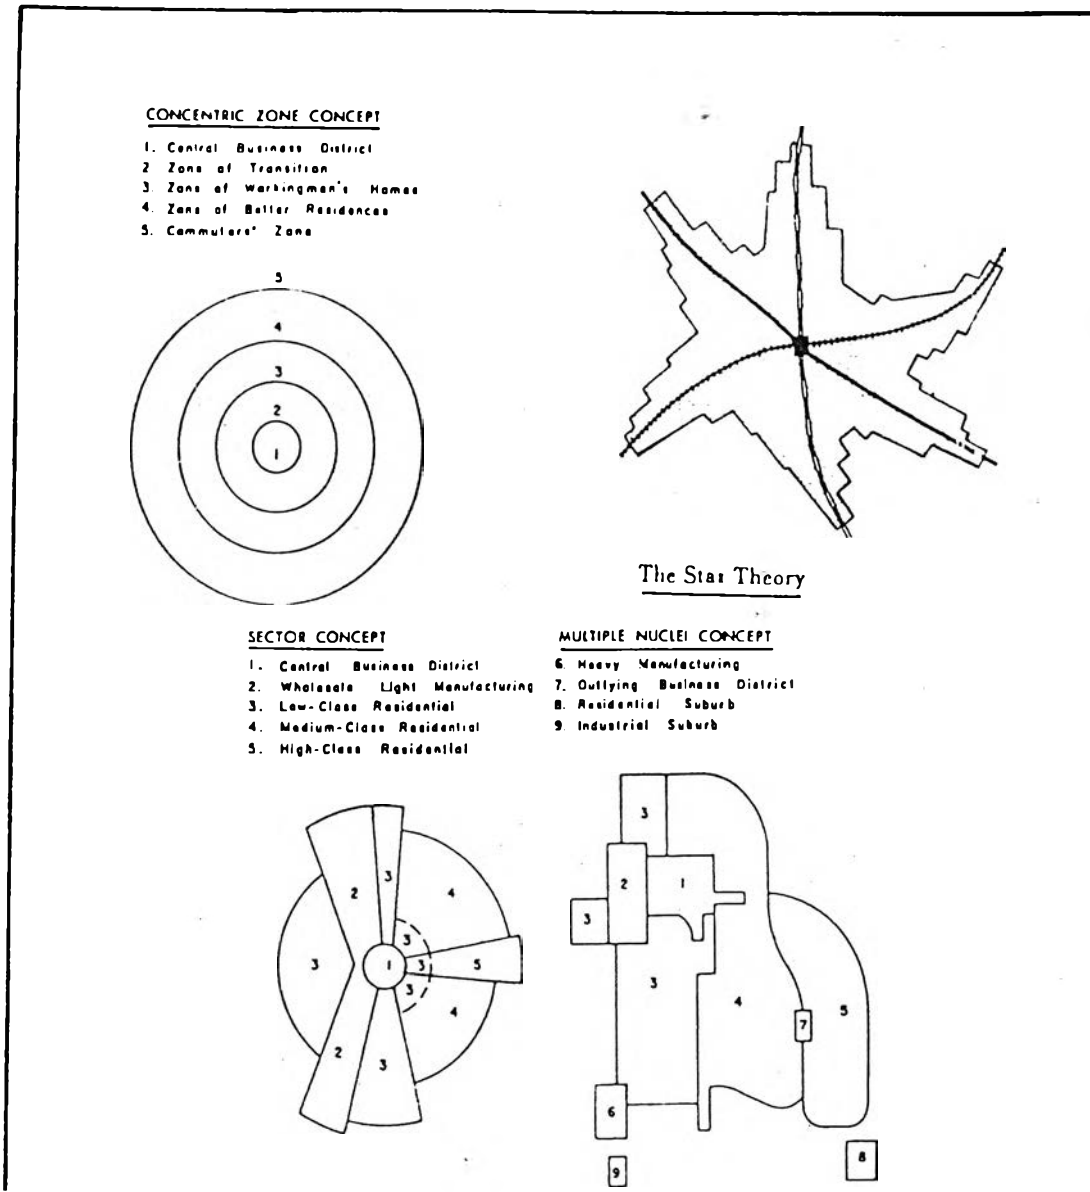 CONCENTRIC ZONE CONCEPT
1. Central Business District
2 Zone of Transition
3. Zone of Workingman's Homes
4. Zone of Better Residences
5. Commuters' Zone
5
4
3
2
1
The Star Theory
SECTOR CONCEPT
1. Central Business District
2. Wholesale Light Manufacturing
3. Low-Class Residential
4. Medium-Class Residential
5. High-Class Residential
MULTIPLE NUCLEI CONCEPT
6. Heavy Manufacturing
7. Outlying Business District
8. Residential Suburb
9. Industrial Suburb
2
3
4
3
3
1
3
5
3
4
2
3
3
2
1
3
3
4
5
7
6
8
9